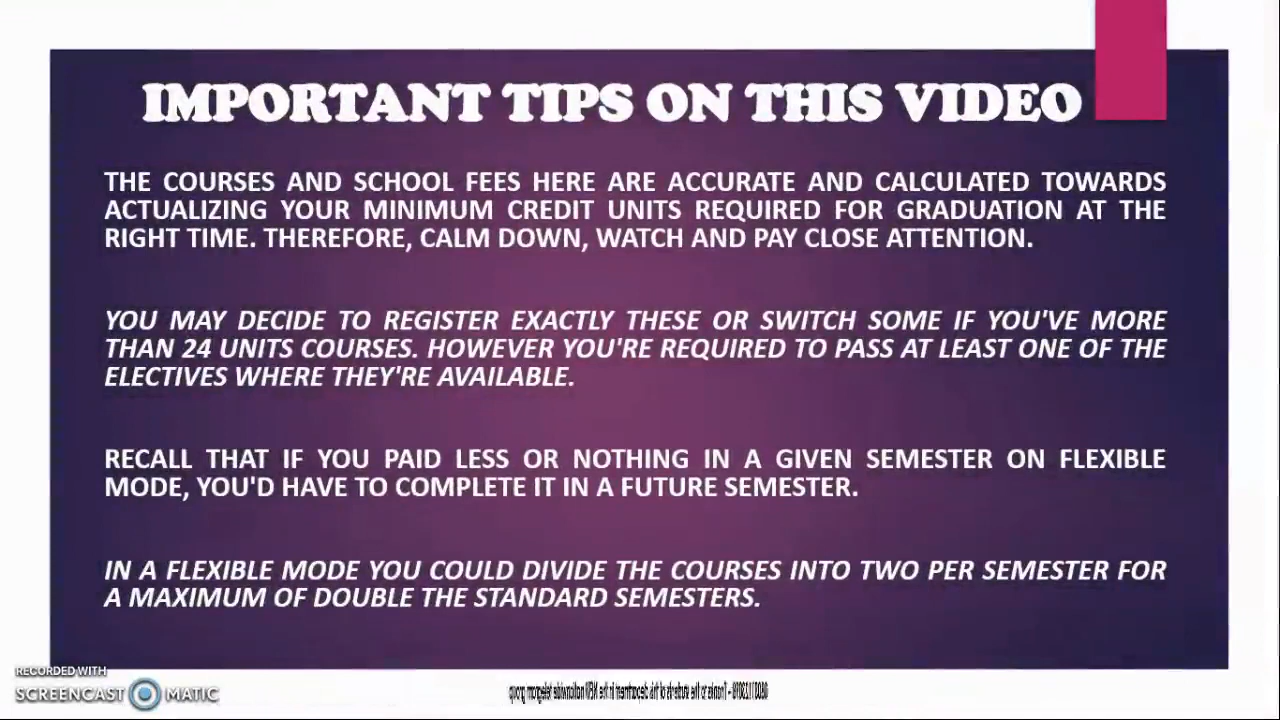 IMPORTANT TIPS ON THIS VIDEO
THE COURSES AND SCHOOL FEES HERE ARE ACCURATE AND CALCULATED TOWARDS
ACTUALIZING YOUR MINIMUM CREDIT UNITS REQUIRED FOR GRADUATION AT THE
RIGHT TIME. THEREFORE, CALM DOWN, WATCH AND PAY CLOSE ATTENTION.
YOU MAY DECIDE TO REGISTER EXACTLY THESE OR SWITCH SOME IF YOU'VE MORE
THAN 24 UNITS COURSES. HOWEVER YOU'RE REQUIRED TO PASS AT LEAST ONE OF THE
ELECTIVES WHERE THEY'RE AVAILABLE.
RECALL THAT IF YOU PAID LESS OR NOTHING IN A GIVEN SEMESTER ON FLEXIBLE
MODE, YOU'D HAVE TO COMPLETE IT IN A FUTURE SEMESTER.
IN A FLEXIBLE MODE YOU COULD DIVIDE THE COURSES INTO TWO PER SEMESTER FOR
A MAXIMUM OF DOUBLE THE STANDARD SEMESTERS.
RECORDED WITH
SCREENCAST MATIC